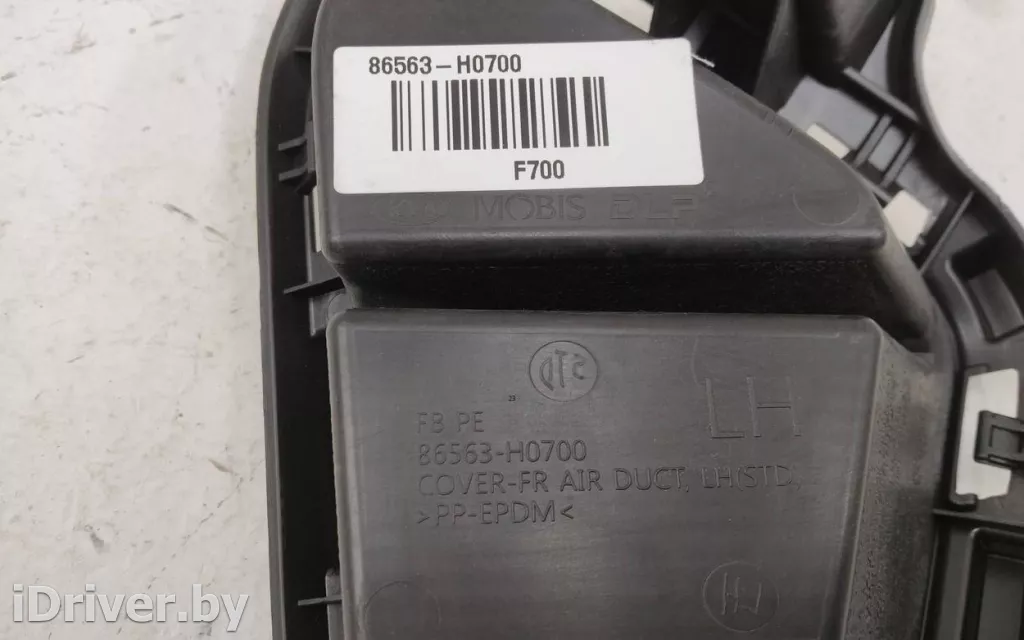 86563-H0700
F700
MOBIS
LH
FB PE
86563-H0700
COVER-FR AIR DUCT, LH(STD,
>PP-EPDM<
iDriver.by